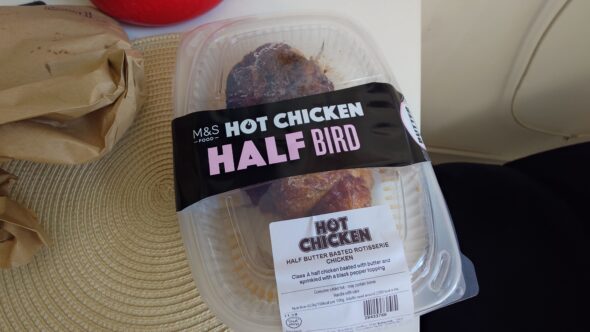 M&S
FOOD
HOT CHICKEN
HALF BIRD
HOT
CHICKEN
HALF BUTTER BASTED ROTISSERIE
CHICKEN
Class A half chicken basted with butter and
sprinkled with a black pepper topping